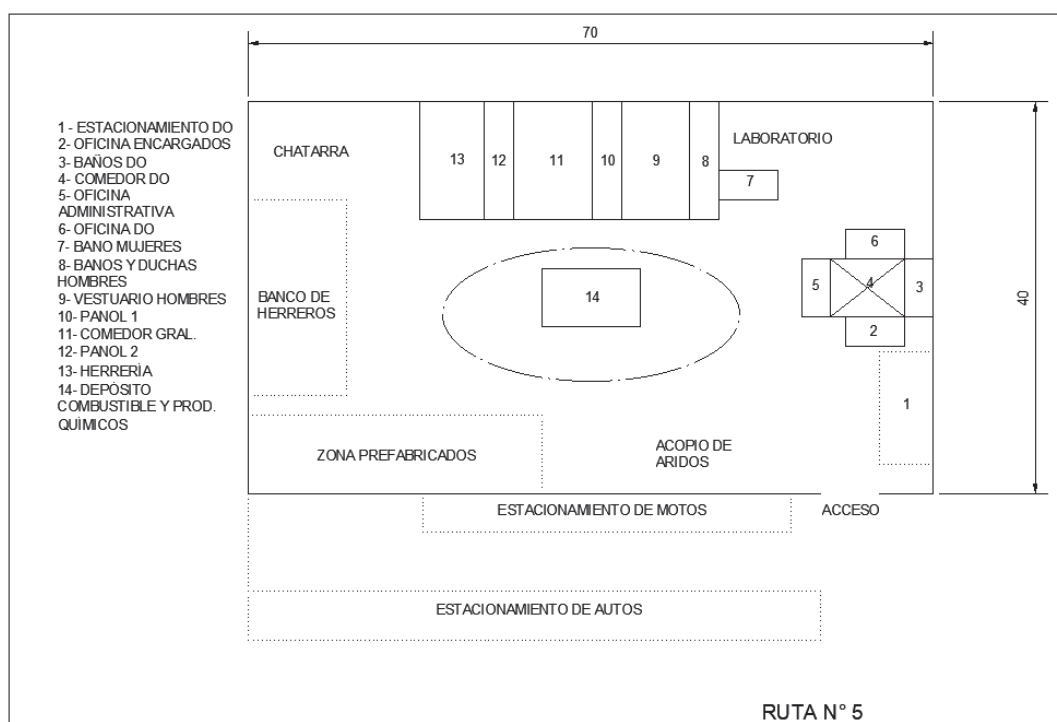 70
1 - ESTACIONAMIENTO DO
2- OFICINA ENCARGADOS
3- BAÑOS DO
4- COMEDOR DO
5- OFICINA
ADMINISTRATIVA
6- OFICINA DO
7- BANO MUJERES
8- BANOS Y DUCHAS
HOMBRES
9- VESTUARIO HOMBRES
10- PANOL 1
11- COMEDOR GRAL.
12- PANOL 2
13- HERRERÌA
14- DEPÓSITO
COMBUSTIBLE Y PROD.
QUÍMICOS
CHATARRA
13
12
11
10
9
8
LABORATORIO
7
6
5
4
3
2
1
40
BANCO DE
HERREROS
14
ZONA PREFABRICADOS
ACOPIO DE
ARIDOS
ESTACIONAMIENTO DE MOTOS
ACCESO
ESTACIONAMIENTO DE AUTOS
RUTA N° 5